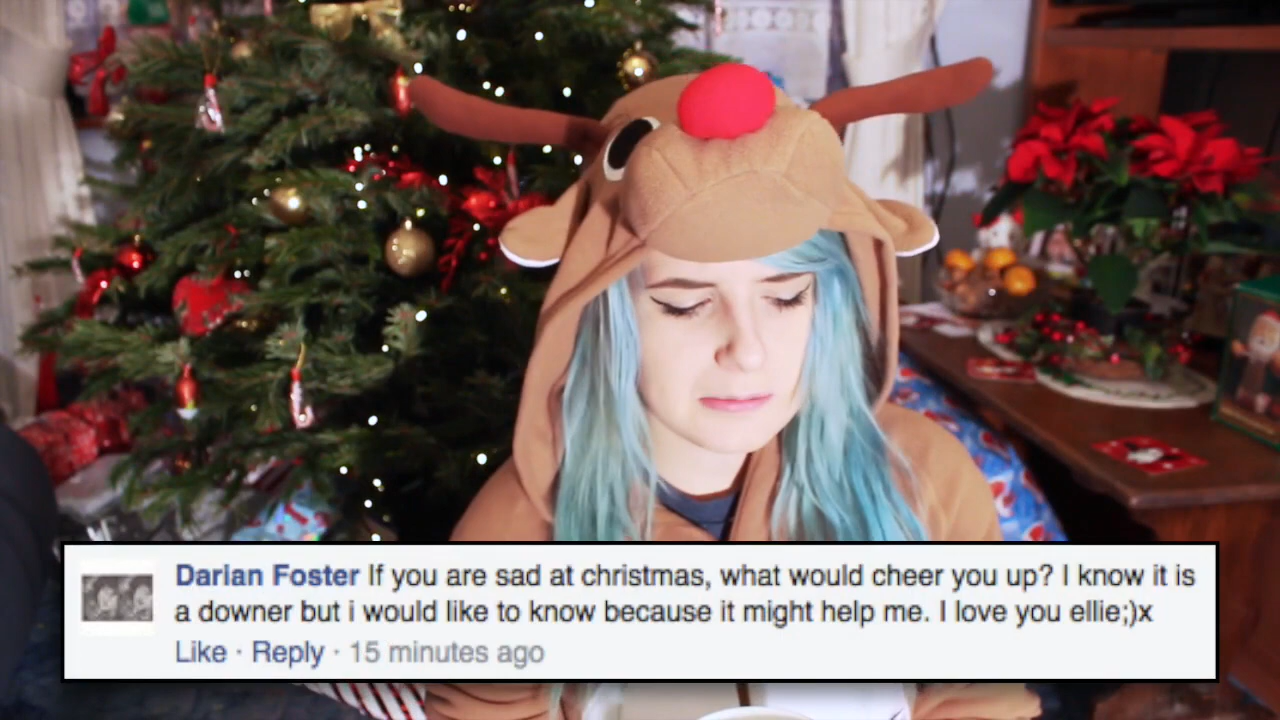 Darian Foster If you are sad at christmas, what would cheer you up? I know it is
a downer but i would like to know because it might help me. I love you ellie;)x
Like · Reply · 15 minutes ago